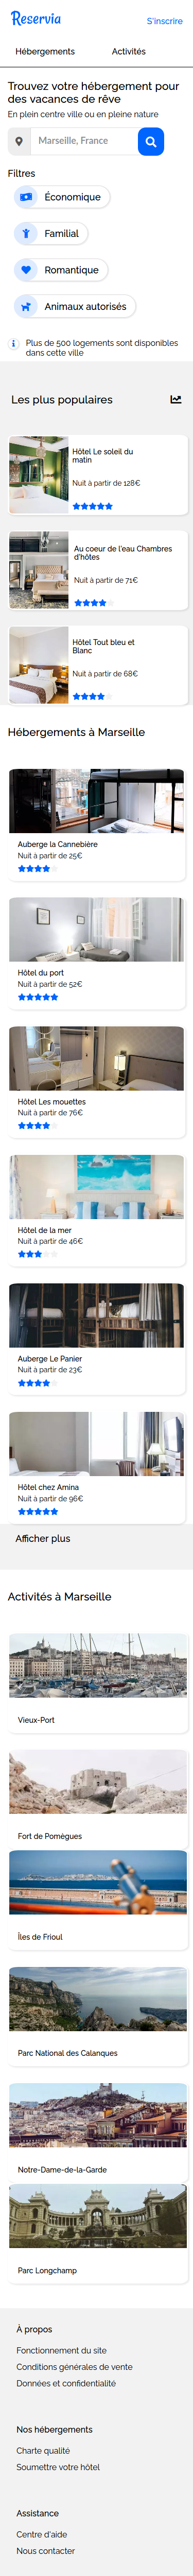 Reservia
S'inscrire
Hébergements
Activités
Trouvez votre hébergement pour
des vacances de rêve
En plein centre ville ou en pleine nature
Marseille, France
Filtres
Économique
Familial
Romantique
Animaux autorisés
Plus de 500 logements sont disponibles
dans cette ville
Les plus populaires
Hôtel Le soleil du
matin
Nuit à partir de 128€
Au coeur de l'eau Chambres
d'hôtes
Nuit à partir de 71€
Hôtel Tout bleu et
Blanc
Nuit à partir de 68€
Hébergements à Marseille
Auberge la Cannebière
Nuit à partir de 25€
Hôtel du port
Nuit à partir de 52€
Hôtel Les mouettes
Nuit à partir de 76€
Hôtel de la mer
Nuit à partir de 46€
Auberge Le Panier
Nuit à partir de 23€
Hôtel chez Amina
Nuit à partir de 96€
Afficher plus
Activités à Marseille
Vieux-Port
Fort de Pomègues
Îles de Frioul
Parc National des Calanques
Notre-Dame-de-la-Garde
Parc Longchamp
À propos
Fonctionnement du site
Conditions générales de vente
Données et confidentialité
Nos hébergements
Charte qualité
Soumettre votre hôtel
Assistance
Centre d'aide
Nous contacter